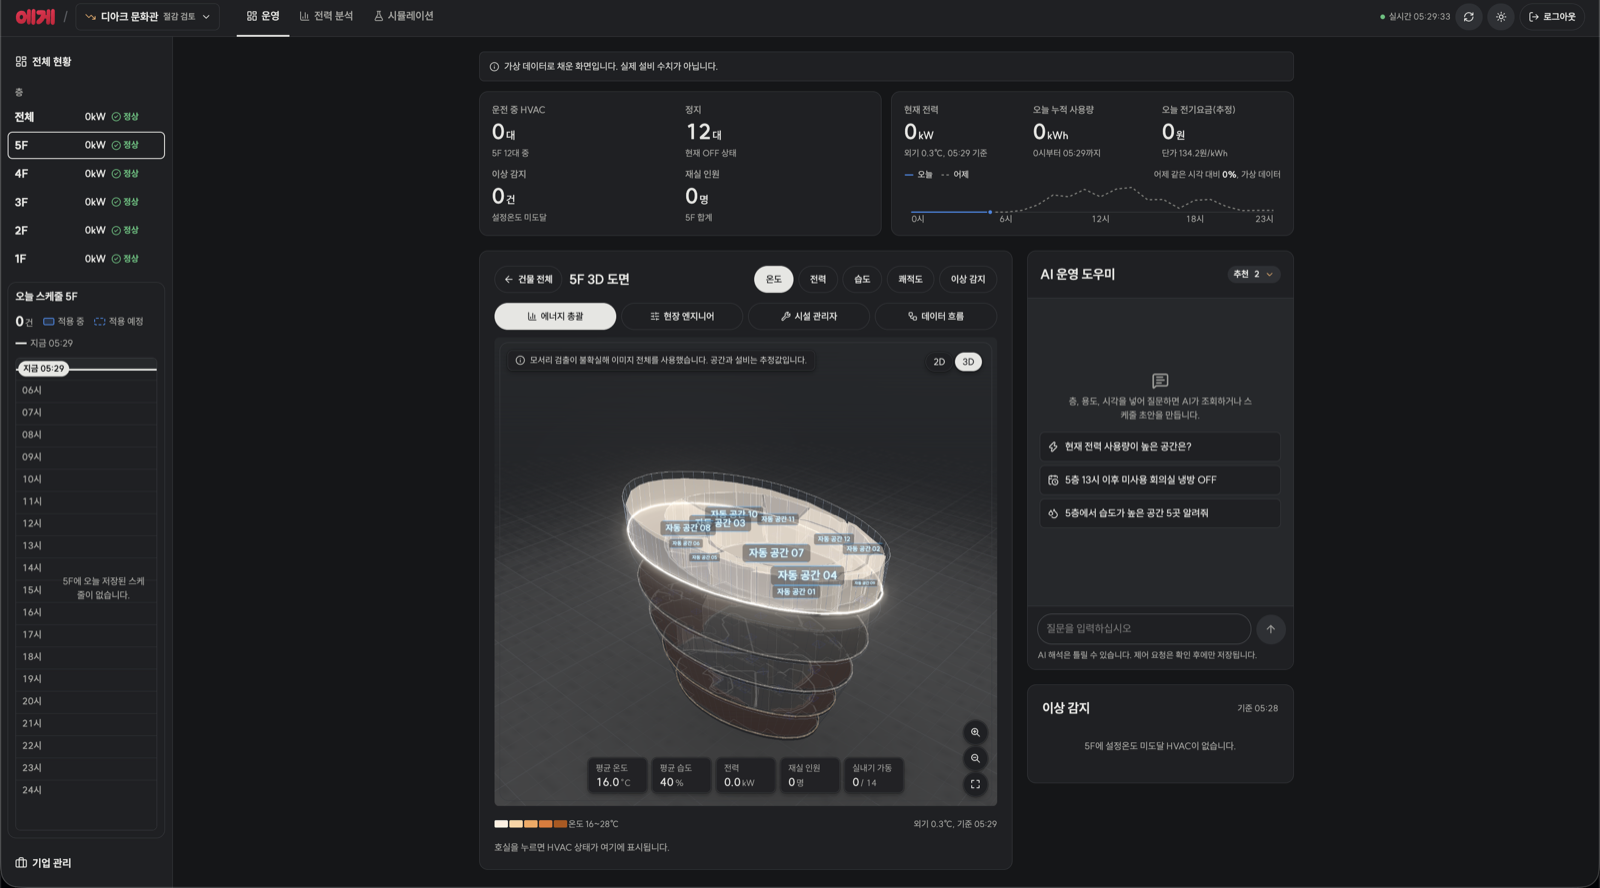 에게 / 디아크 문화관 절감 검토
운영 전력 분석 시뮬레이션
실시간 05:29:33 로그아웃
전체 현황
층
전체 0kW 정상
5F 0kW 정상
4F 0kW 정상
3F 0kW 정상
2F 0kW 정상
1F 0kW 정상
오늘 스케줄 5F
0건 적용 중 적용 예정
지금 05:29
지금 05:29
06시
07시
08시
09시
10시
11시
12시
13시
14시
15시
5F에 오늘 저장된 스케
줄이 없습니다.
16시
17시
18시
19시
20시
21시
22시
23시
24시
기업 관리
가상 데이터로 채운 화면입니다. 실제 설비 수치가 아닙니다.
운전 중 HVAC
0대
5F 12대 중
정지
12대
현재 OFF 상태
이상 감지
0건
설정온도 미도달
재실 인원
0명
5F 합계
현재 전력
0kW
외기 0.3℃, 05:29 기준
오늘 누적 사용량
0kWh
0시부터 05:29까지
오늘 전기요금(추정)
0원
단가 134.2원/kWh
오늘 어제
어제 같은 시각 대비 0%, 가상 데이터
0시 6시 12시 18시 23시
건물 전체 5F 3D 도면
온도 전력 습도 쾌적도 이상 감지
에너지 총괄 현장 엔지니어 시설 관리자 데이터 흐름
모서리 검출이 불확실해 이미지 전체를 사용했습니다. 공간과 설비는 추정값입니다.
2D 3D
자동 공간 10
자동 공간 11
자동 공간 03
자동 공간 08
자동 공간 12
자동 공간 02
자동 공간 07
자동 공간 04
자동 공간 01
평균 온도
16.0℃
평균 습도
40%
전력
0.0kW
재실 인원
0명
실내기 가동
0/ 14
온도 16~28℃
외기 0.3℃, 기준 05:29
호실을 누르면 HVAC 상태가 여기에 표시됩니다.
AI 운영 도우미
추천 2
층, 용도, 시각을 넣어 질문하면 AI가 조회하거나 스
케줄 초안을 만듭니다.
현재 전력 사용량이 높은 공간은?
5층 13시 이후 미사용 회의실 냉방 OFF
5층에서 습도가 높은 공간 5곳 알려줘
질문을 입력하십시오
AI 해석은 틀릴 수 있습니다. 제어 요청은 확인 후에만 저장됩니다.
이상 감지
기준 05:28
5F에 설정온도 미도달 HVAC이 없습니다.